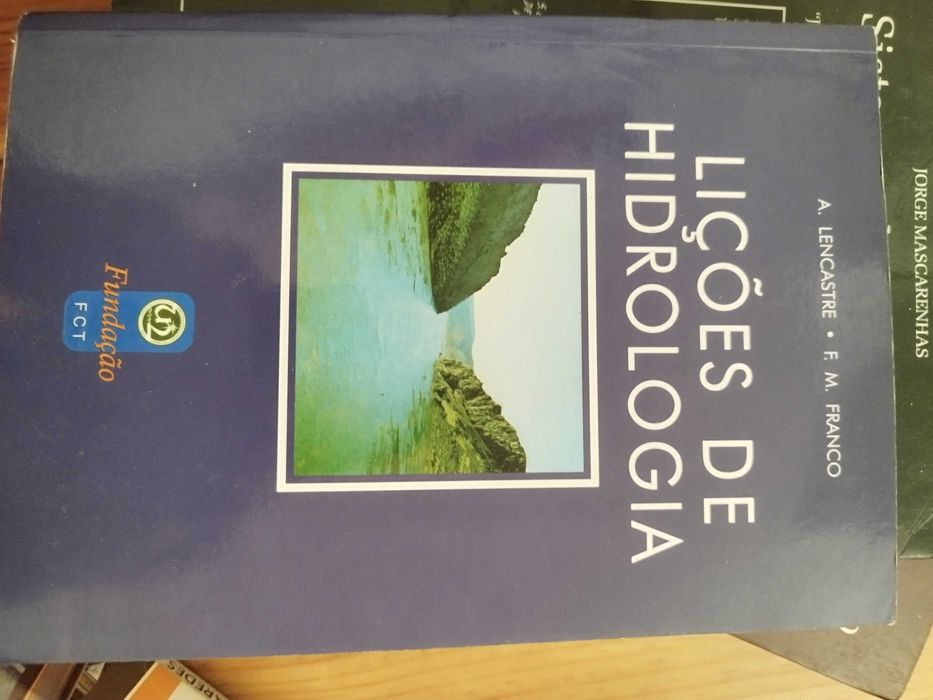 A. LENCASTRE • F. M. FRANCO
LIÇÕES DE
HIDROLOGIA
Fundação
FCT
JORGE MASCARENHAS